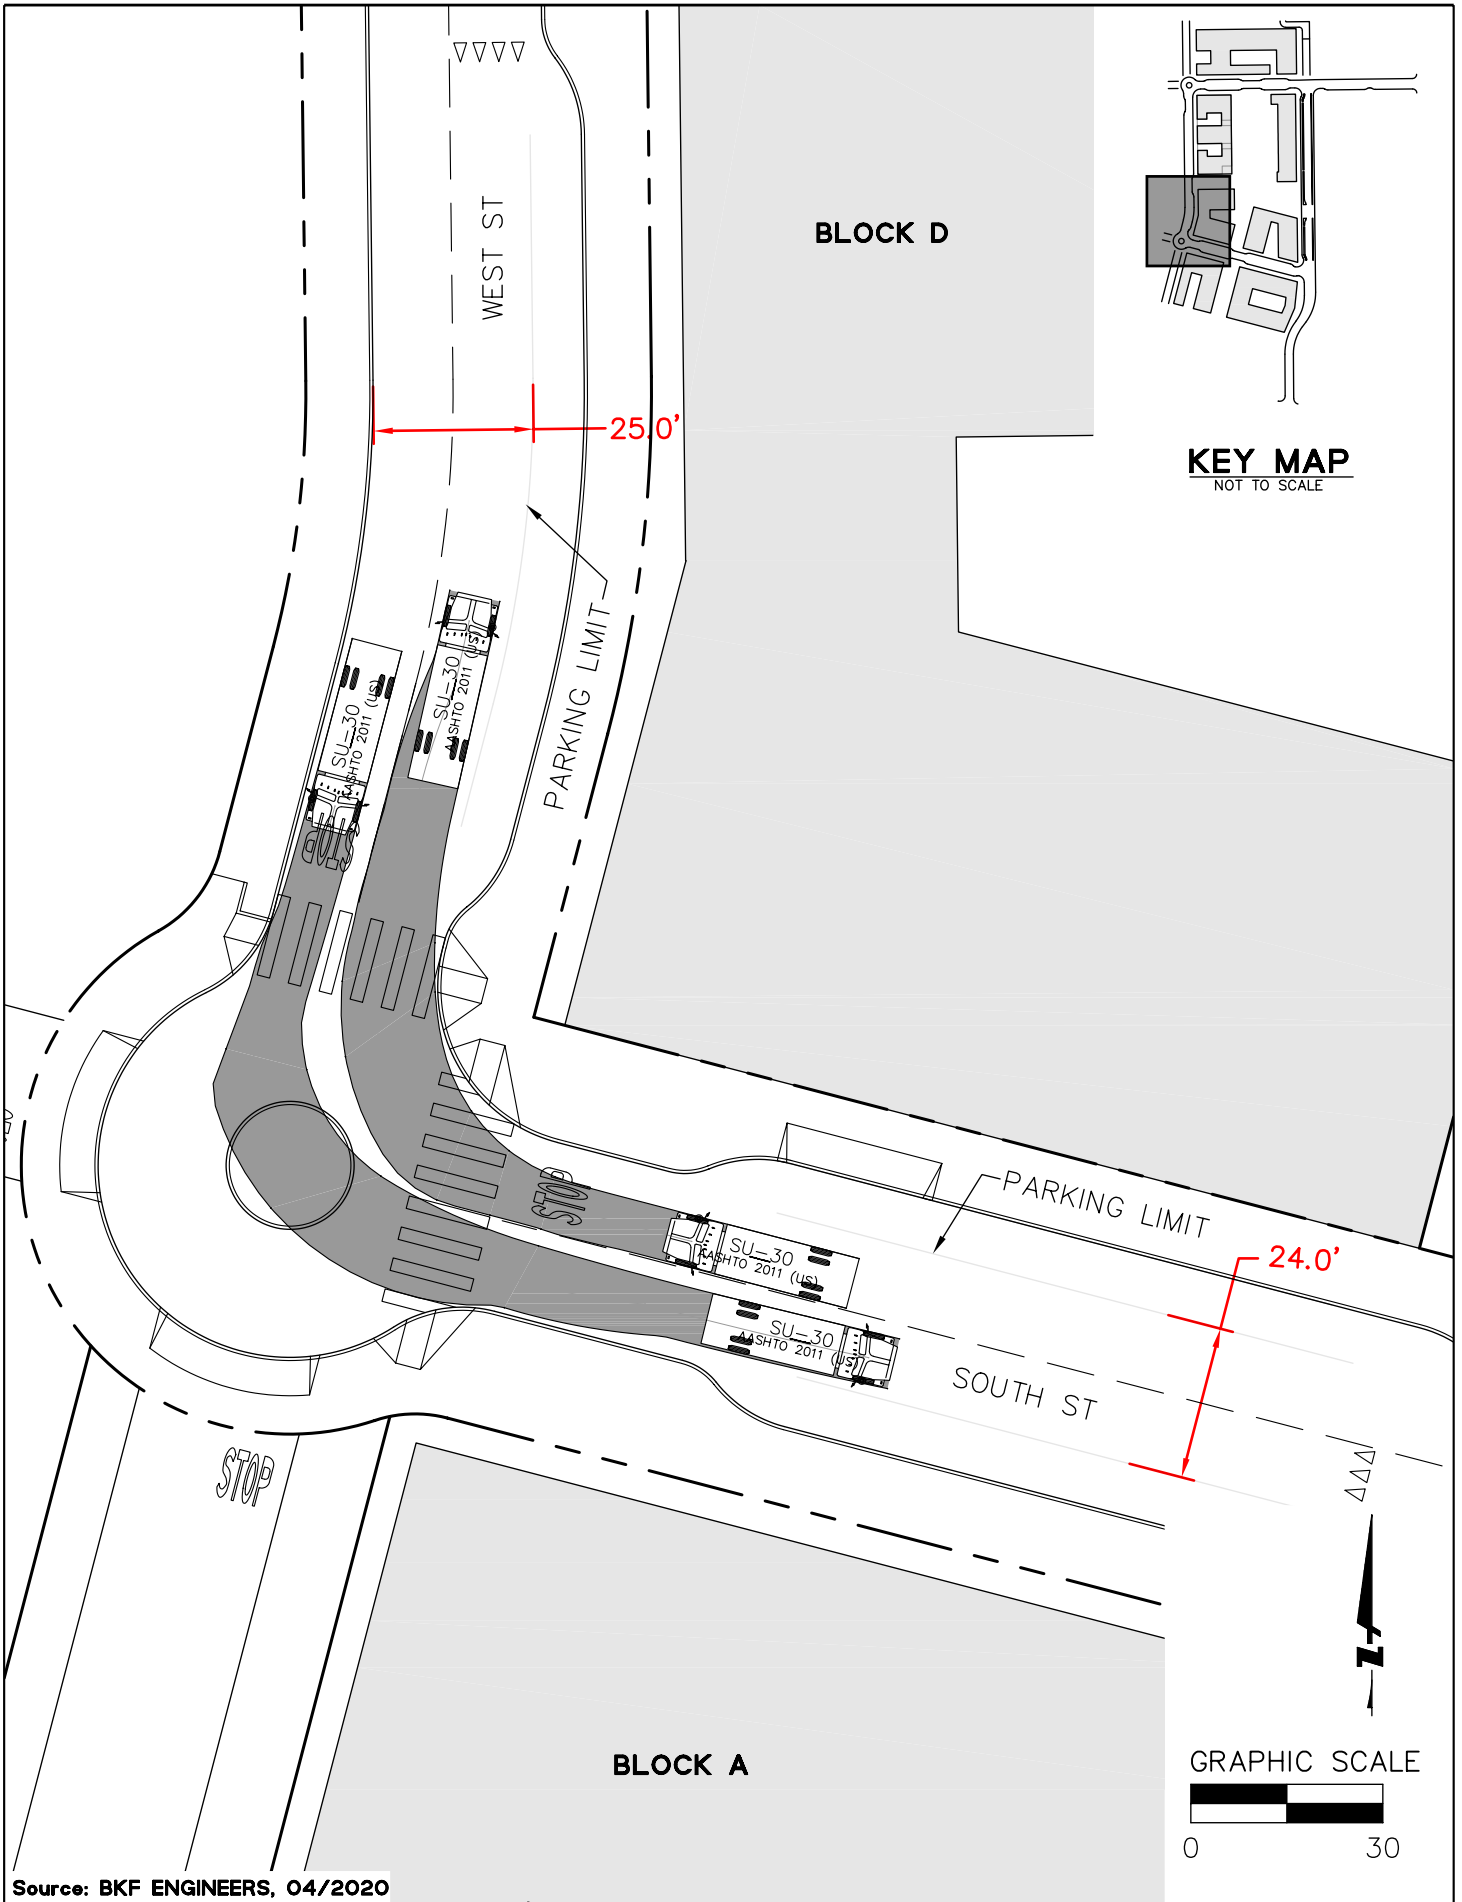 WEST ST
BLOCK D
25.0'
KEY MAP
NOT TO SCALE
PARKING LIMIT
SU-30
AASHTO 2011 (US)
SU-30
AASHTO 2011 (US)
STOP
STOP
PARKING LIMIT
24.0'
SU-30
AASHTO 2011 (US)
SU-30
AASHTO 2011 (US)
SOUTH ST
STOP
BLOCK A
GRAPHIC SCALE
0 30
Source: BKF ENGINEERS, 04/2020